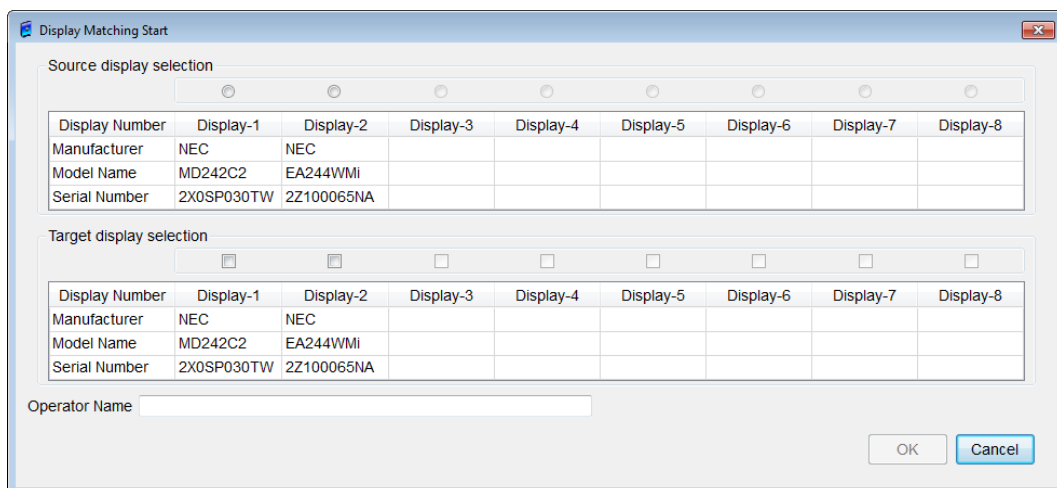 Display Matching Start
Source display selection
Display Number Display-1 Display-2 Display-3 Display-4 Display-5 Display-6 Display-7 Display-8
Manufacturer NEC NEC
Model Name MD242C2 EA244WMi
Serial Number 2X0SP030TW 2Z100065NA
Target display selection
Display Number Display-1 Display-2 Display-3 Display-4 Display-5 Display-6 Display-7 Display-8
Manufacturer NEC NEC
Model Name MD242C2 EA244WMi
Serial Number 2X0SP030TW 2Z100065NA
Operator Name
OK Cancel